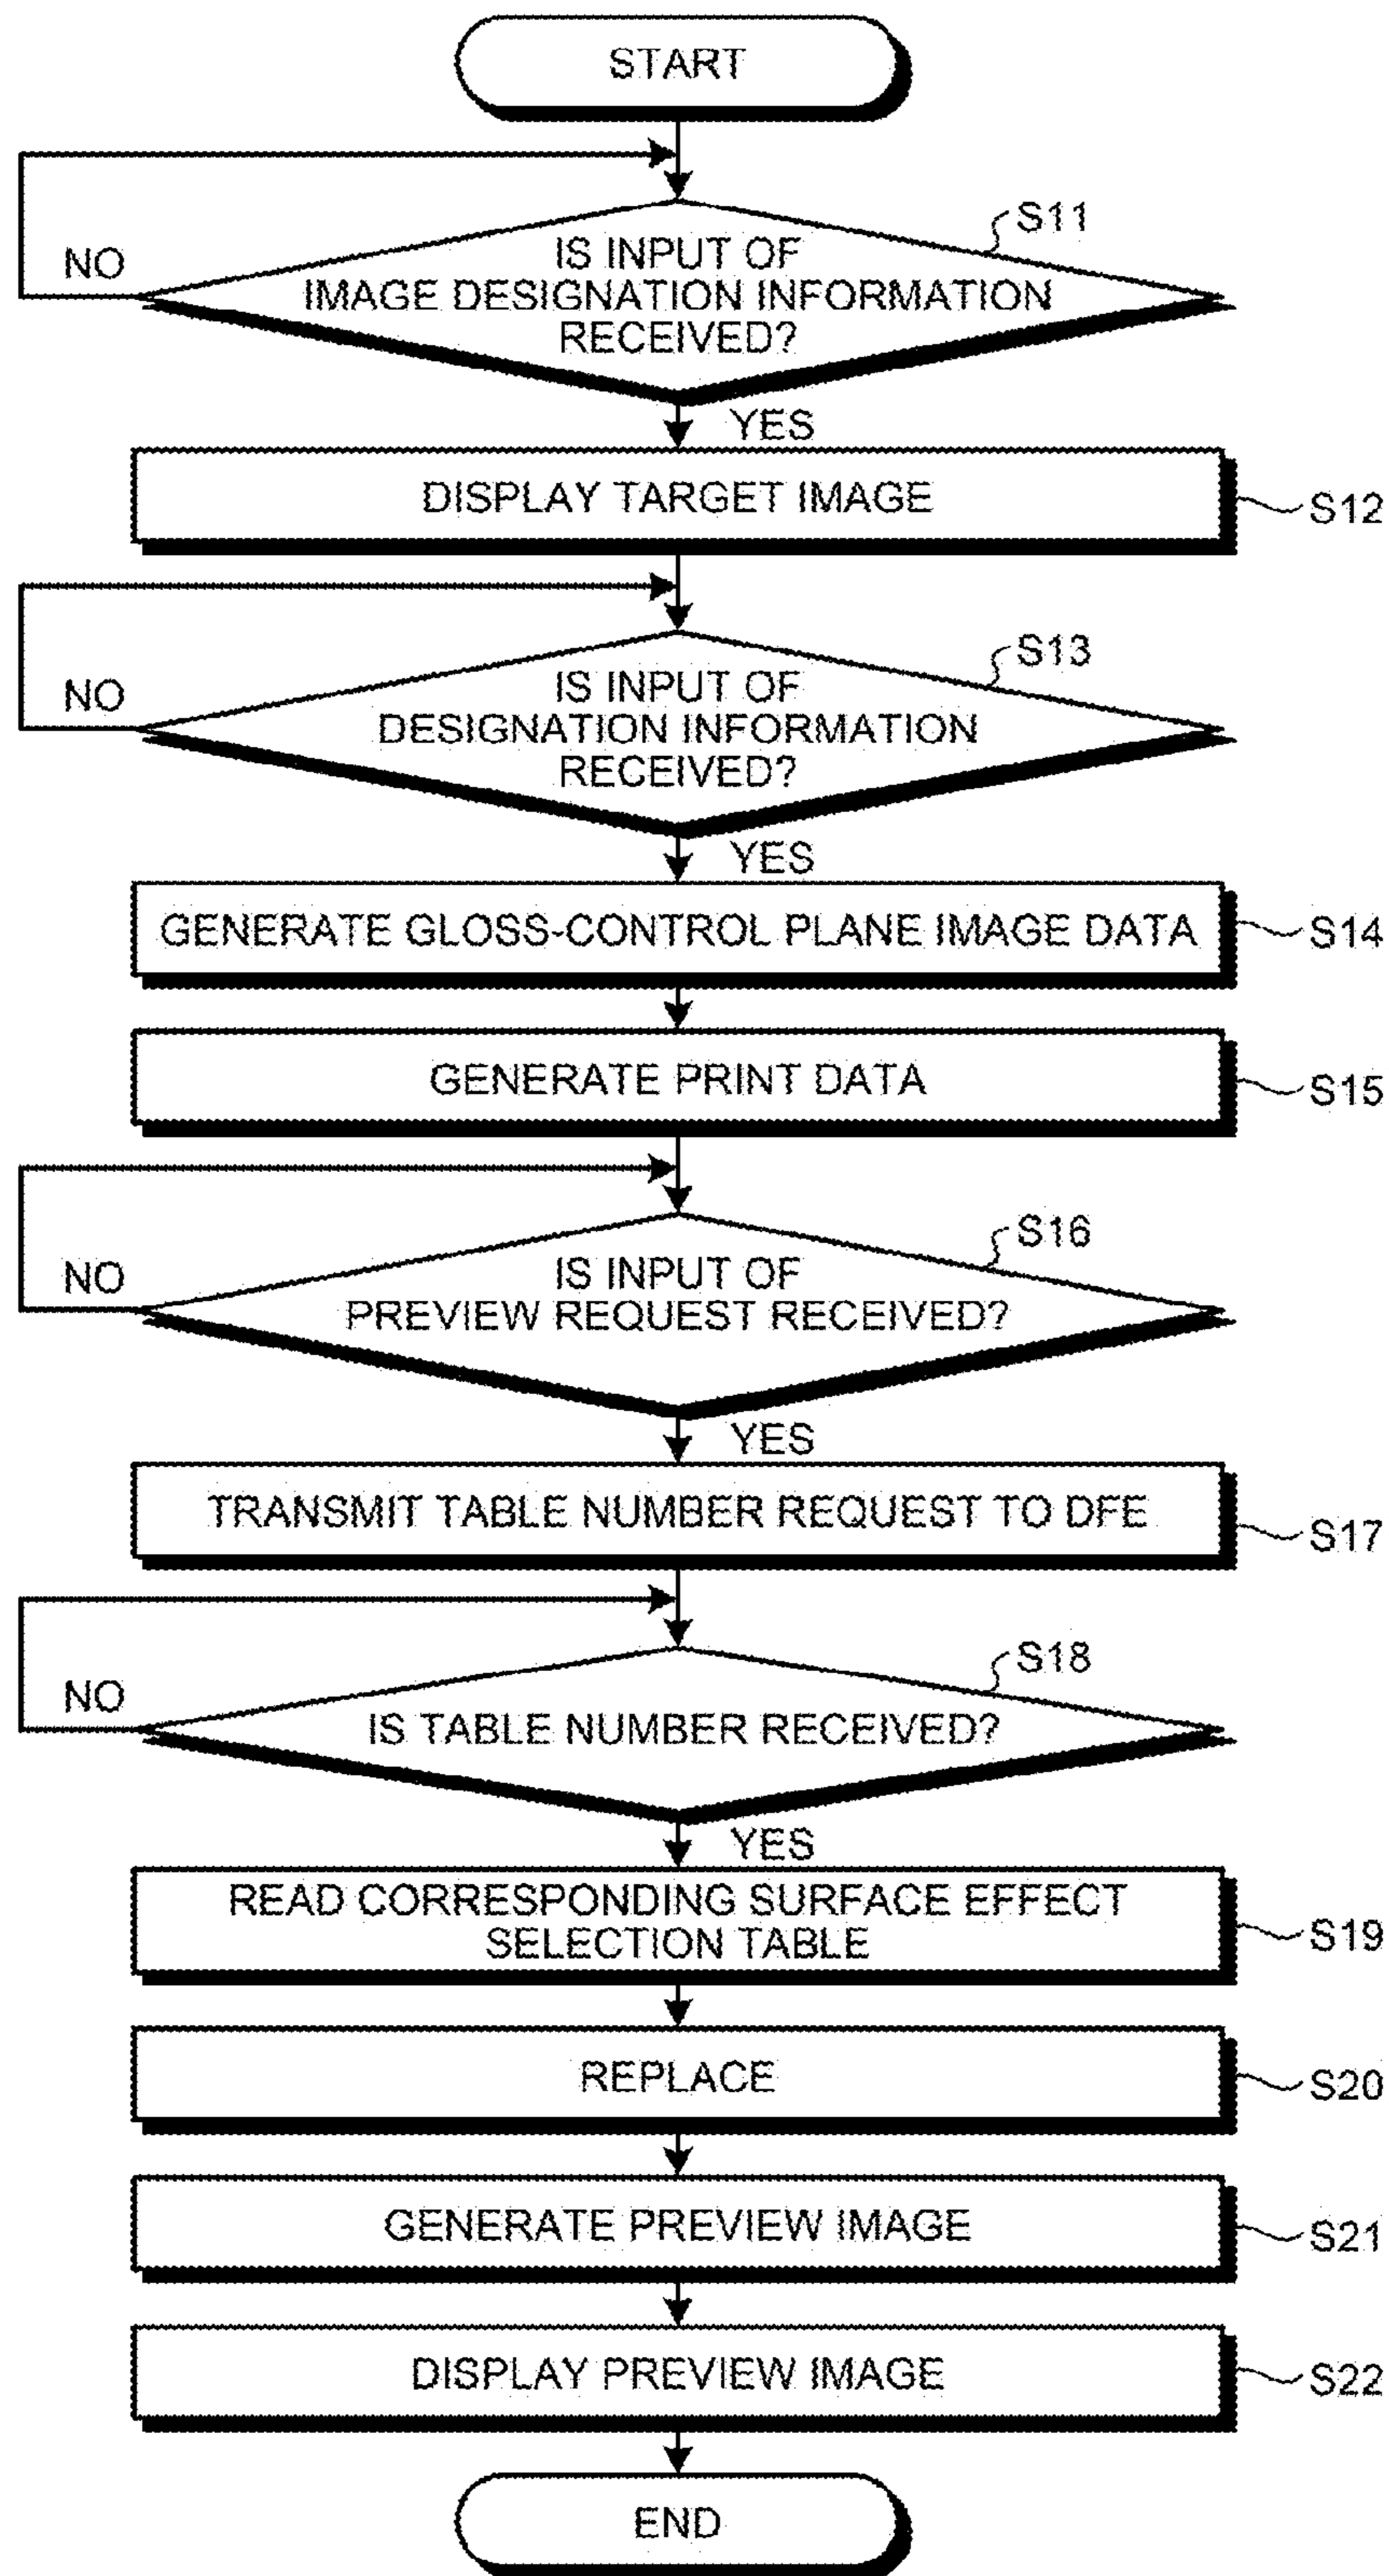 START
S11
IS INPUT OF
IMAGE DESIGNATION INFORMATION
RECEIVED?
NO
YES
DISPLAY TARGET IMAGE
S12
S13
IS INPUT OF
DESIGNATION INFORMATION
RECEIVED?
NO
YES
GENERATE GLOSS-CONTROL PLANE IMAGE DATA
S14
GENERATE PRINT DATA
S15
S16
IS INPUT OF
PREVIEW REQUEST RECEIVED?
NO
YES
TRANSMIT TABLE NUMBER REQUEST TO DFE
S17
S18
IS TABLE NUMBER RECEIVED?
NO
YES
READ CORRESPONDING SURFACE EFFECT
SELECTION TABLE
S19
REPLACE
S20
GENERATE PREVIEW IMAGE
S21
DISPLAY PREVIEW IMAGE
S22
END